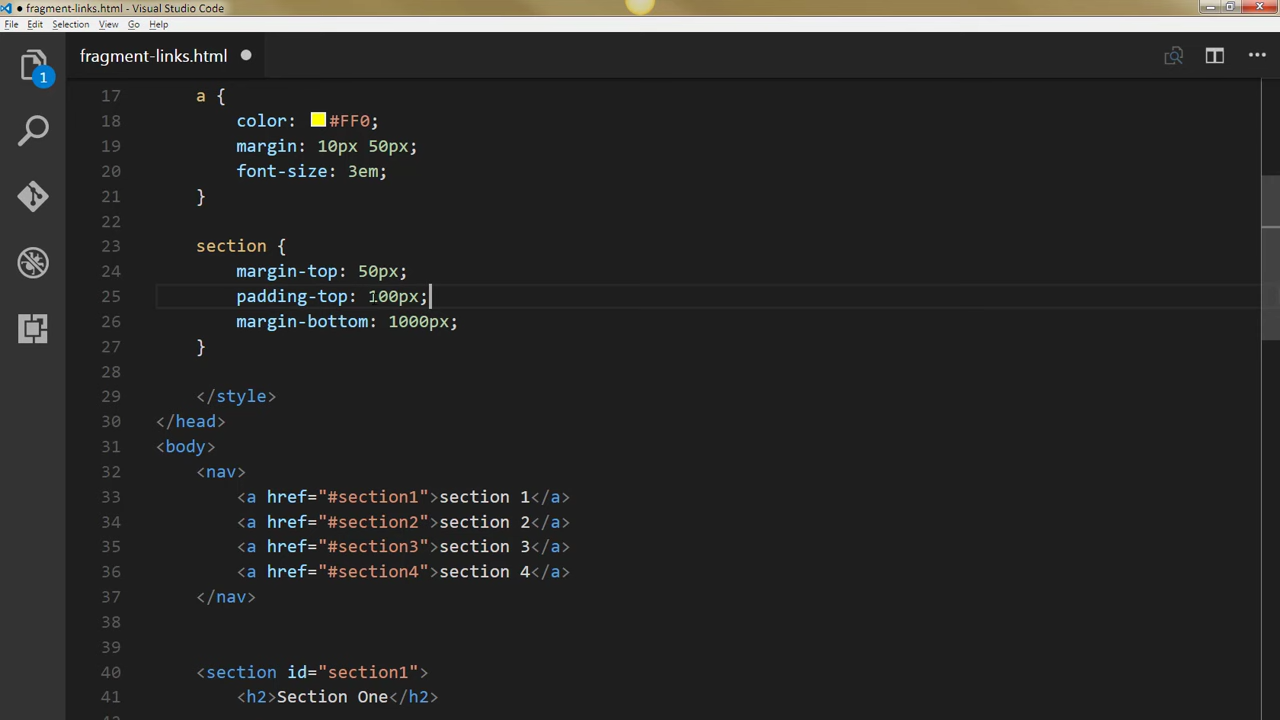 ● fragment-links.html - Visual Studio Code
File Edit Selection View Go Help
fragment-links.html ●
1
17 a {
18 color: #FF0;
19 margin: 10px 50px;
20 font-size: 3em;
21 }
22
23 section {
24 margin-top: 50px;
25 padding-top: 100px;
26 margin-bottom: 1000px;
27 }
28
29 </style>
30 </head>
31 <body>
32 <nav>
33 <a href="#section1">section 1</a>
34 <a href="#section2">section 2</a>
35 <a href="#section3">section 3</a>
36 <a href="#section4">section 4</a>
37 </nav>
38
39
40 <section id="section1">
41 <h2>Section One</h2>